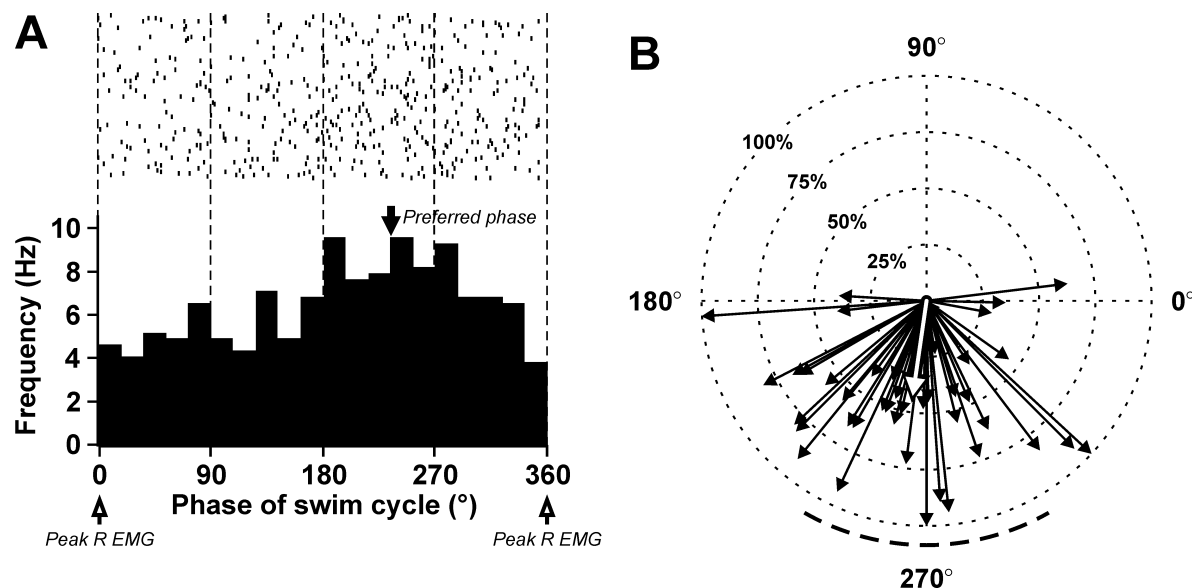 A
Preferred phase
10
8
6
4
2
0
Frequency (Hz)
0 90 180 270 360
Phase of swim cycle (°)
Peak R EMG Peak R EMG
B
90°
100%
75%
50%
25%
180° 0°
270°